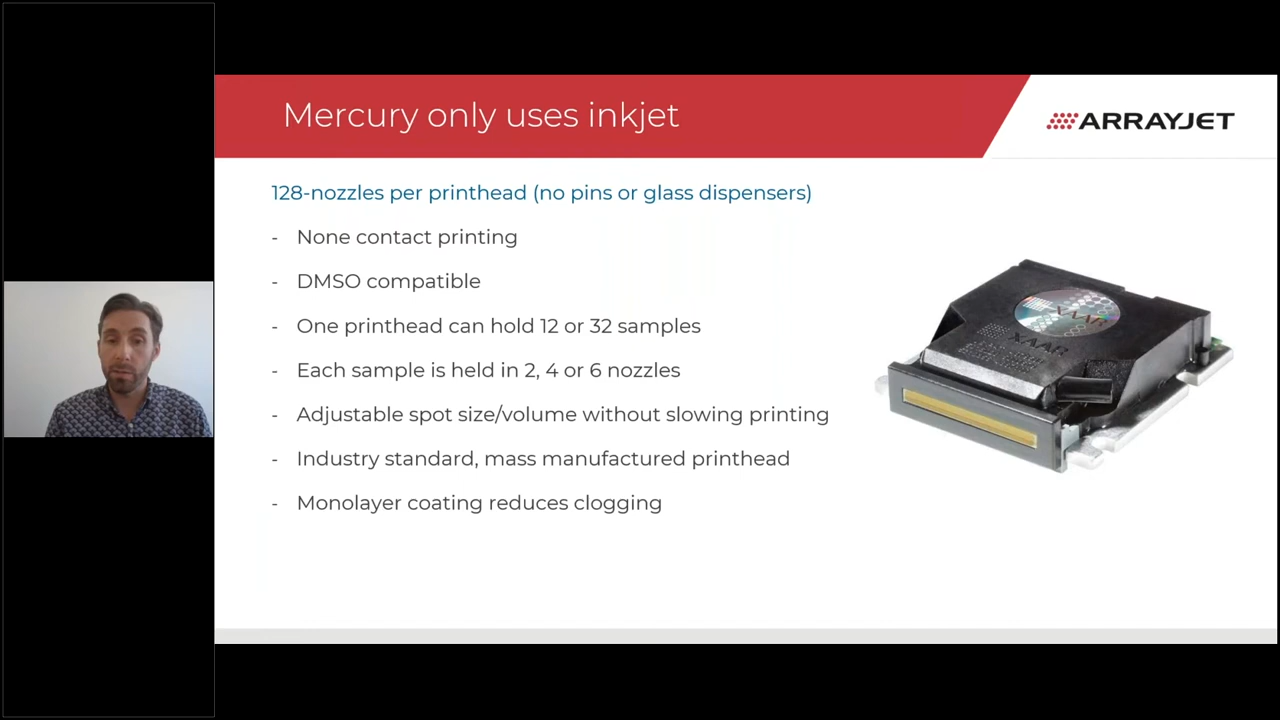 Mercury only uses inkjet
ARRAYJET
128-nozzles per printhead (no pins or glass dispensers)
- None contact printing
- DMSO compatible
- One printhead can hold 12 or 32 samples
- Each sample is held in 2, 4 or 6 nozzles
- Adjustable spot size/volume without slowing printing
- Industry standard, mass manufactured printhead
- Monolayer coating reduces clogging
XAAR
XAAR